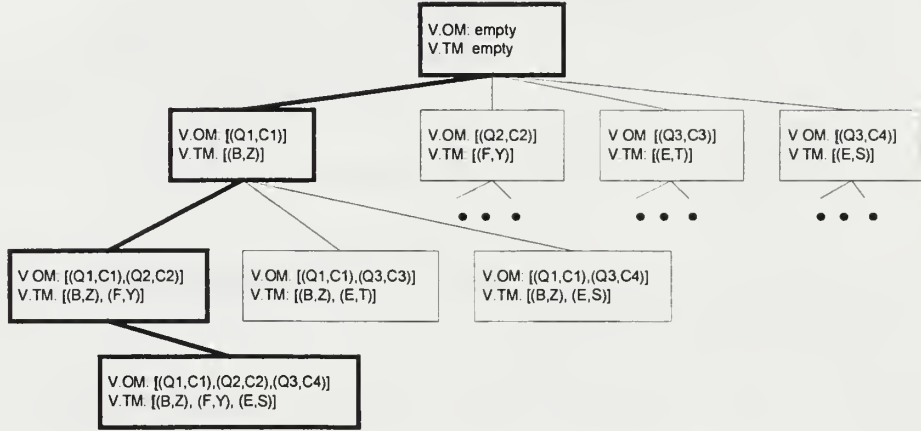 V.OM: empty
V.TM empty
V.OM: [(Q1,C1)]
V.TM: [(B,Z)]
V.OM. [(Q2,C2)]
V.TM: [(F,Y)]
V.OM [(Q3,C3)]
V.TM: [(E,T)]
V.OM. [(Q3,C4)]
V TM. [(E,S)]
V OM: [(Q1,C1),(Q2,C2)]
V.TM: [(B,Z), (F,Y)]
V.OM: [(Q1,C1),(Q3,C3)]
V.TM: [(B,Z), (E,T)]
V.OM: [(Q1,C1),(Q3,C4)]
V.TM: [(B,Z), (E,S)]
V.OM. [(Q1,C1),(Q2,C2),(Q3,C4)]
V.TM: [(B,Z), (F,Y), (E,S)]